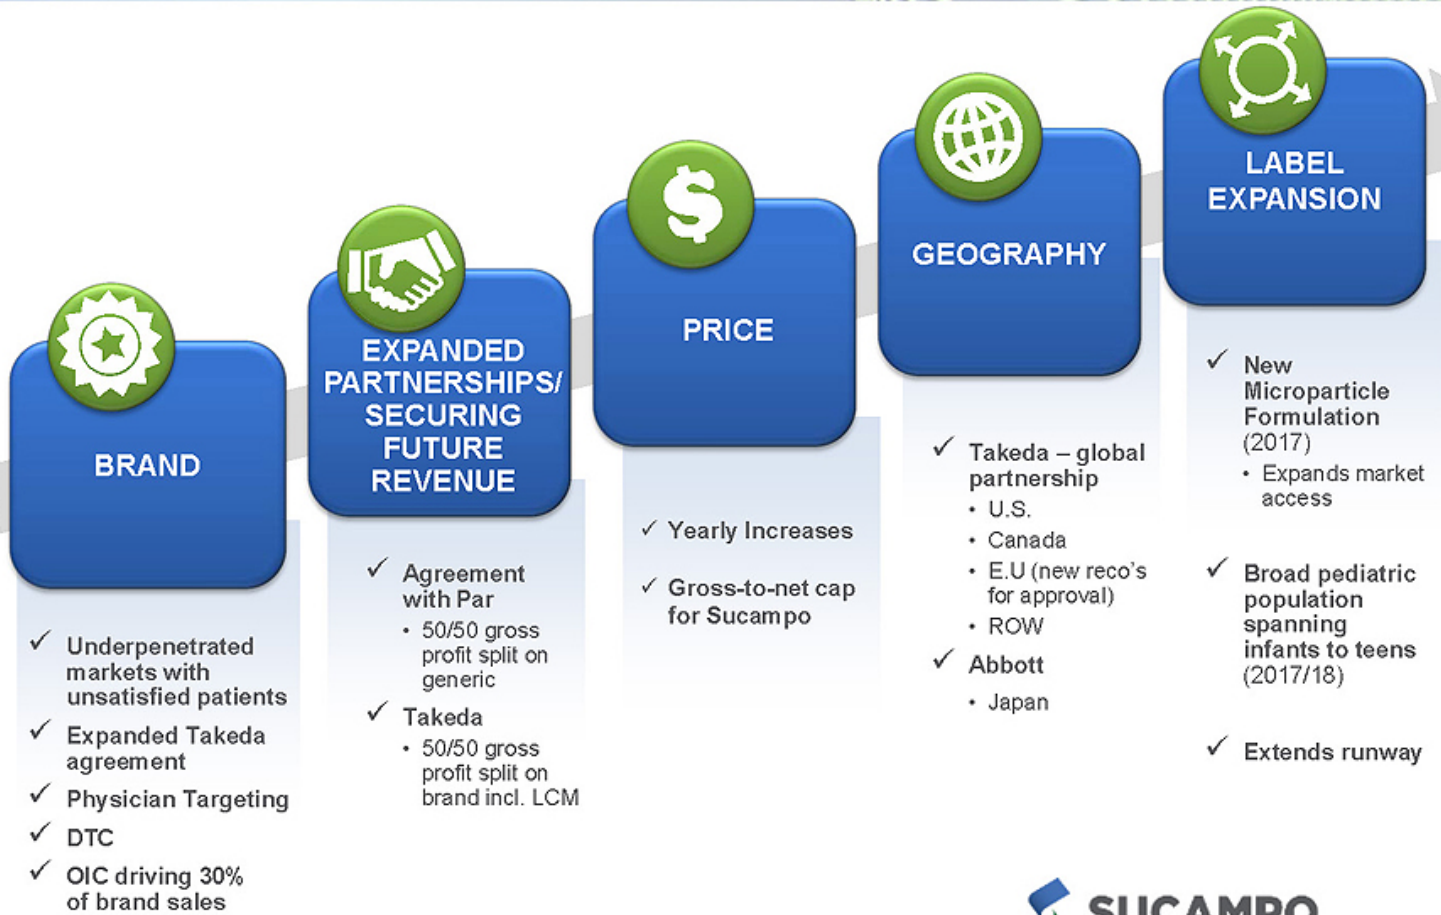 BRAND
Underpenetrated
markets with
unsatisfied patients
Expanded Takeda
agreement
Physician Targeting
DTC
OIC driving 30%
of brand sales
EXPANDED
PARTNERSHIPS/
SECURING
FUTURE
REVENUE
Agreement
with Par
• 50/50 gross
profit split on
generic
Takeda
• 50/50 gross
profit split on
brand incl. LCM
$
PRICE
Yearly Increases
Gross-to-net cap
for Sucampo
GEOGRAPHY
Takeda – global
partnership
• U.S.
• Canada
• E.U (new reco's
for approval)
• ROW
Abbott
• Japan
LABEL
EXPANSION
New
Microparticle
Formulation
(2017)
• Expands market
access
Broad pediatric
population
spanning
infants to teens
(2017/18)
Extends runway
SUCAMPO